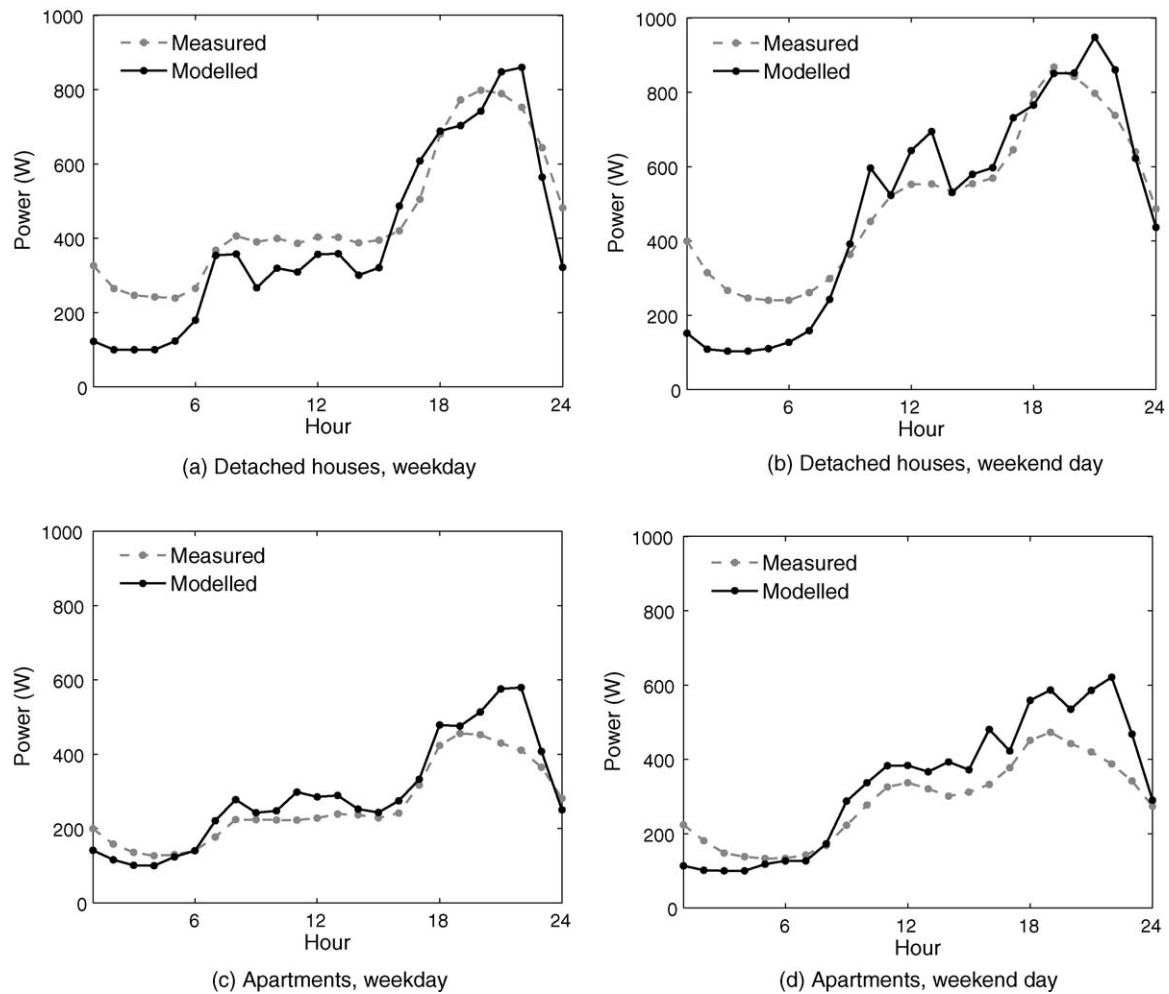 1000
800
600
400
200
0
Power (W)
Measured
Modelled
6
12
18
24
Hour
(a) Detached houses, weekday
1000
800
600
400
200
0
Power (W)
Measured
Modelled
6
12
18
24
Hour
(b) Detached houses, weekend day
1000
800
600
400
200
0
Power (W)
Measured
Modelled
6
12
18
24
Hour
(c) Apartments, weekday
1000
800
600
400
200
0
Power (W)
Measured
Modelled
6
12
18
24
Hour
(d) Apartments, weekend day